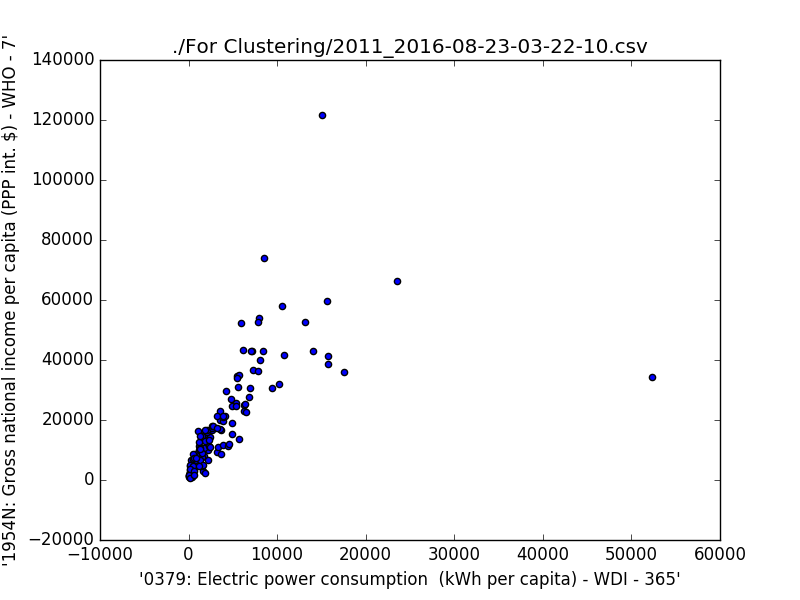 ./For Clustering/2011_2016-08-23-03-22-10.csv
'1954N: Gross national income per capita (PPP int. $) - WHO - 7'
140000
120000
100000
80000
60000
40000
20000
0
−20000
−10000 0 10000 20000 30000 40000 50000 60000
'0379: Electric power consumption  (kWh per capita) - WDI - 365'